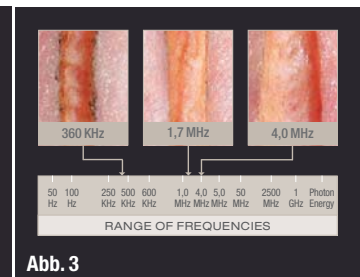 360 KHz 1,7 MHz 4,0 MHz
50 100 250 500 600 1,0 4,0 5,0 50 2500 1 Photon
Hz Hz KHz KHz KHz MHz MHz MHz MHz MHz GHz Energy
RANGE OF FREQUENCIES
Abb. 3